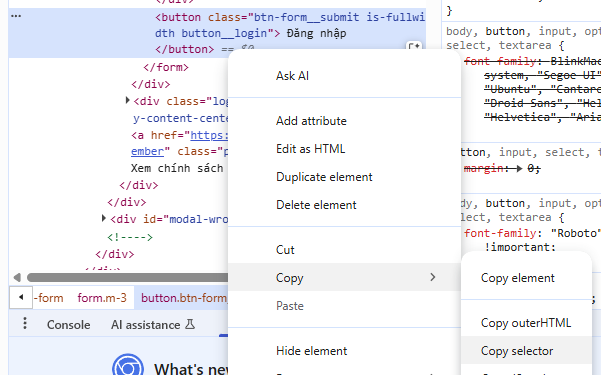 </div>
<button class="btn-form__submit is-fullwi
dth button__login"> Đăng nhập
</button> == $0
</form>
</div>
<div class="log
y-content-cente
<a href="https:
ember" class="p
Xem chính sách
</div>
</div>
<div id="modal-wro
<!---->
</div>
-form form.m-3 button.btn-form_
Console AI assistance
What's new
Ask AI
Add attribute
Edit as HTML
Duplicate element
Delete element
Cut
Copy
Paste
Hide element
Copy element
Copy outerHTML
Copy selector
}
body, button, input, opt
select, textarea {
font-family: BlinkMac
system, "Segoe UI"
"Ubuntu", "Cantare
"Droid Sans", "Hel
"Helvetica", "Aria
button, input, select, t
margin: 0;
body, button, input, opt
select, textarea {
font-family: "Roboto"
!important;